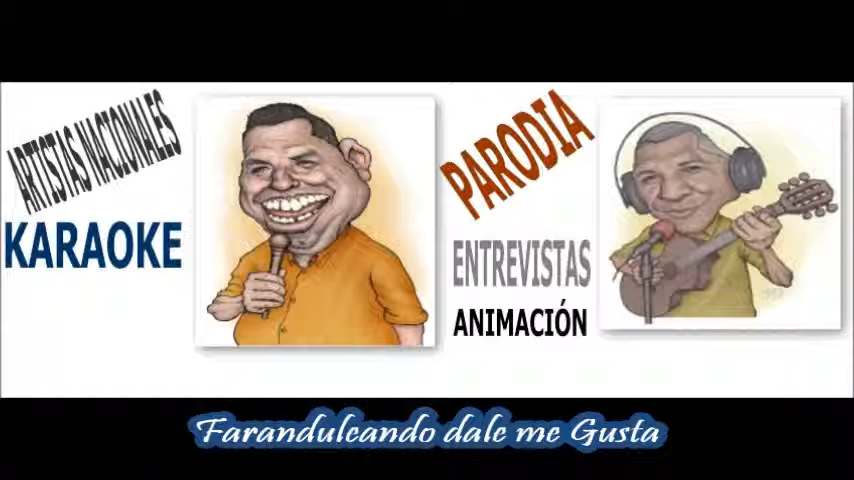 ARTISTAS NACIONALES
KARAOKE
PARODIA
ENTREVISTAS
ANIMACIÓN
Faranduleando dale me Gusta